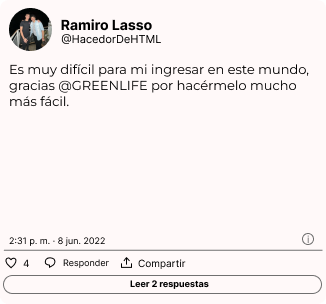 Ramiro Lasso
@HacedorDeHTML
Es muy difícil para mi ingresar en este mundo,
gracias @GREENLIFE por hacérmelo mucho
más fácil.
2:31 p. m. · 8 jun. 2022
4 Responder Compartir
Leer 2 respuestas